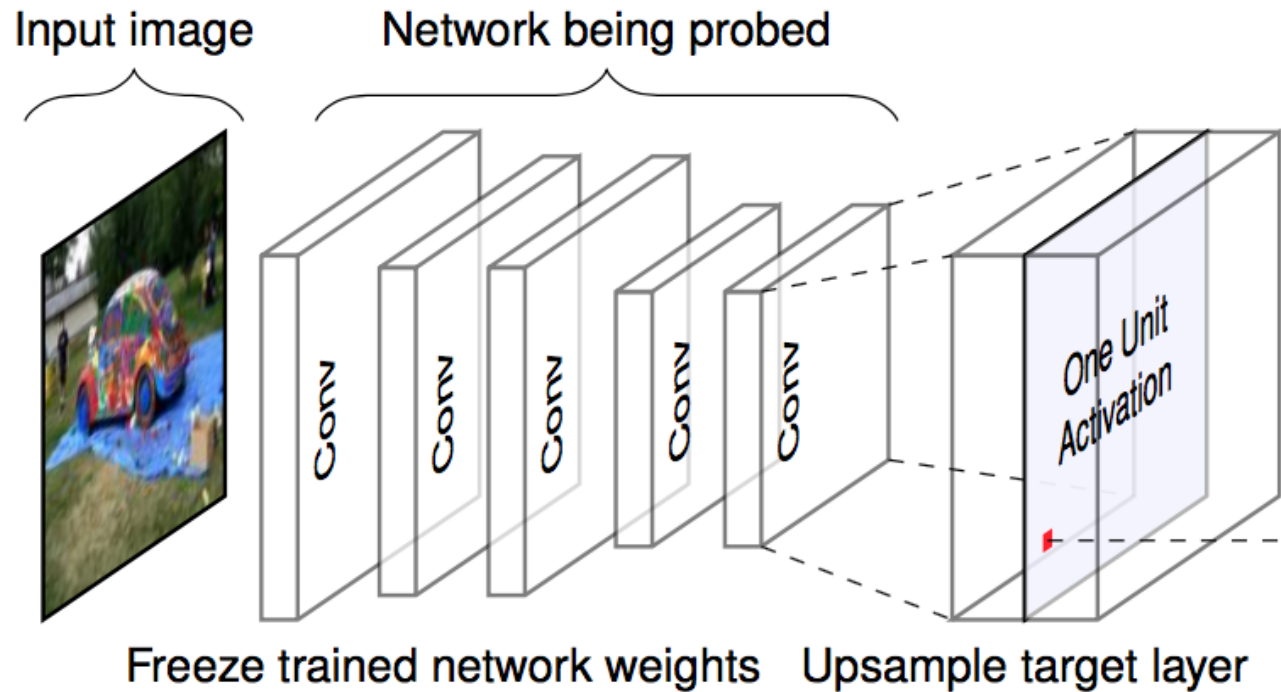 Input image
Network being probed
Conv
Conv
Conv
Conv
Conv
One Unit
Activation
Freeze trained network weights
Upsample target layer